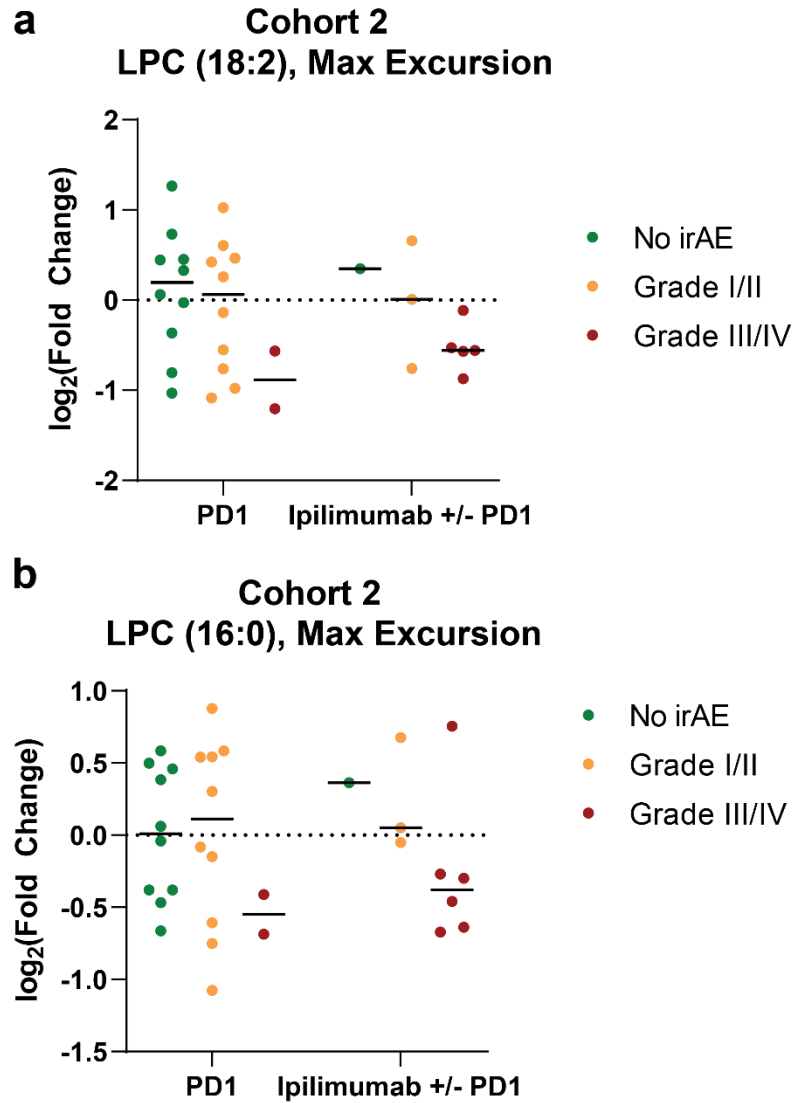 a
Cohort 2
LPC (18:2), Max Excursion
log₂(Fold Change)
2
1
0
-1
-2
PD1
Ipilimumab +/- PD1
No irAE
Grade I/II
Grade III/IV
b
Cohort 2
LPC (16:0), Max Excursion
log₂(Fold Change)
1.0
0.5
0.0
-0.5
-1.0
-1.5
PD1
Ipilimumab +/- PD1
No irAE
Grade I/II
Grade III/IV